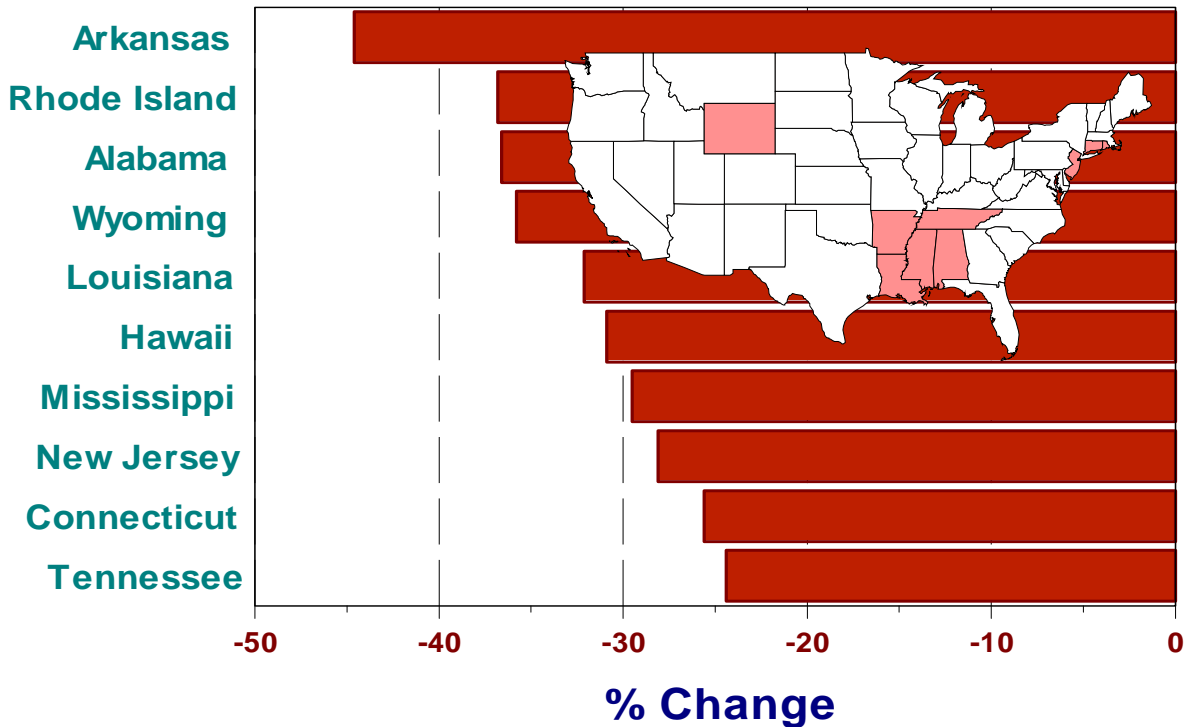 Arkansas
Rhode Island
Alabama
Wyoming
Louisiana
Hawaii
Mississippi
New Jersey
Connecticut
Tennessee
-50 -40 -30 -20 -10 0
% Change